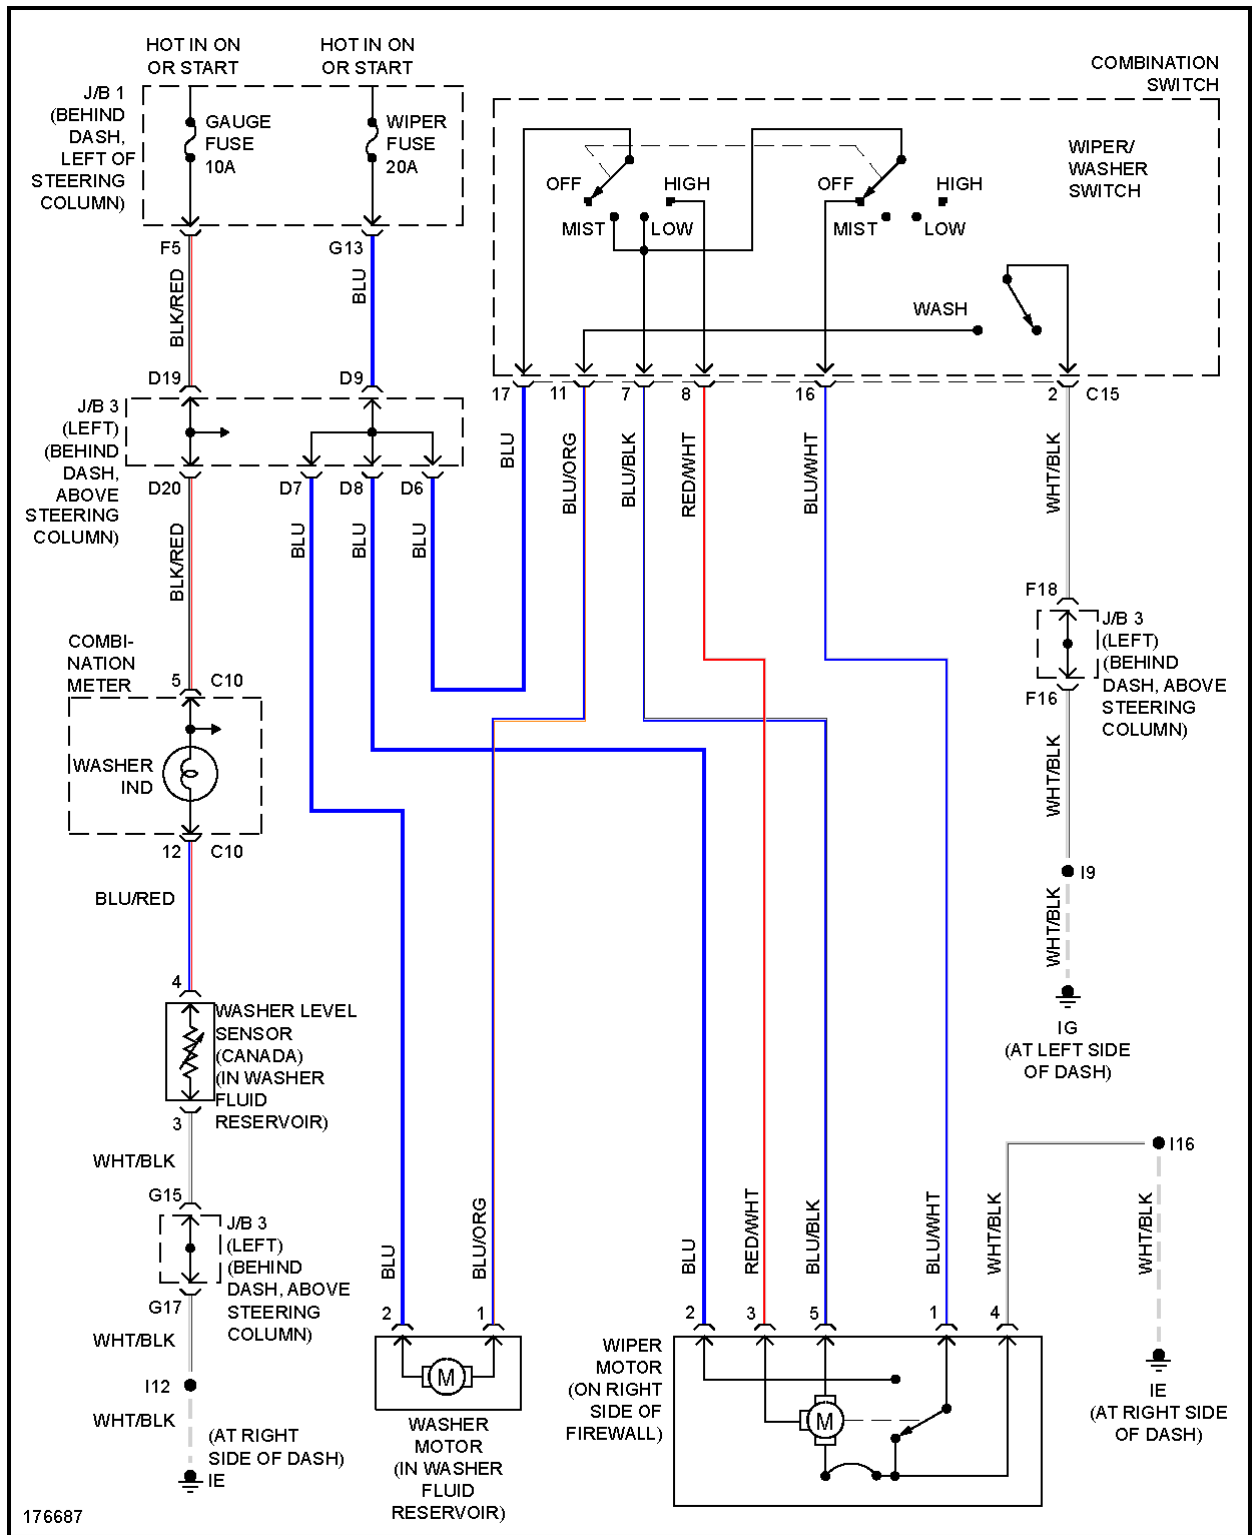 HOT IN ON
OR START
HOT IN ON
OR START
J/B 1
(BEHIND
DASH,
LEFT OF
STEERING
COLUMN)
GAUGE
FUSE
10A
WIPER
FUSE
20A
COMBINATION
SWITCH
WIPER/
WASHER
SWITCH
OFF
HIGH
MIST
LOW
OFF
HIGH
MIST
LOW
WASH
F5
G13
BLK/RED
BLU
D19
D9
J/B 3
(LEFT)
(BEHIND
DASH,
ABOVE
STEERING
COLUMN)
D20
D7
D8
D6
17
11
7
8
16
2
C15
BLU
BLU/ORG
BLU/BLK
RED/WHT
BLU/WHT
WHT/BLK
BLK/RED
BLU
BLU
BLU
F18
J/B 3
(LEFT)
(BEHIND
DASH, ABOVE
STEERING
COLUMN)
F16
WHT/BLK
I9
WHT/BLK
IG
(AT LEFT SIDE
OF DASH)
COMBI-
NATION
METER
5
C10
WASHER
IND
12
C10
BLU/RED
4
WASHER LEVEL
SENSOR
(CANADA)
(IN WASHER
FLUID
RESERVOIR)
3
WHT/BLK
G15
J/B 3
(LEFT)
(BEHIND
DASH, ABOVE
STEERING
COLUMN)
G17
WHT/BLK
I12
WHT/BLK
(AT RIGHT
SIDE OF DASH)
IE
BLU
BLU/ORG
2
1
M
WASHER
MOTOR
(IN WASHER
FLUID
RESERVOIR)
BLU
RED/WHT
BLU/BLK
BLU/WHT
WHT/BLK
2
3
5
1
4
WIPER
MOTOR
(ON RIGHT
SIDE OF
FIREWALL)
M
I16
WHT/BLK
IE
(AT RIGHT SIDE
OF DASH)
176687